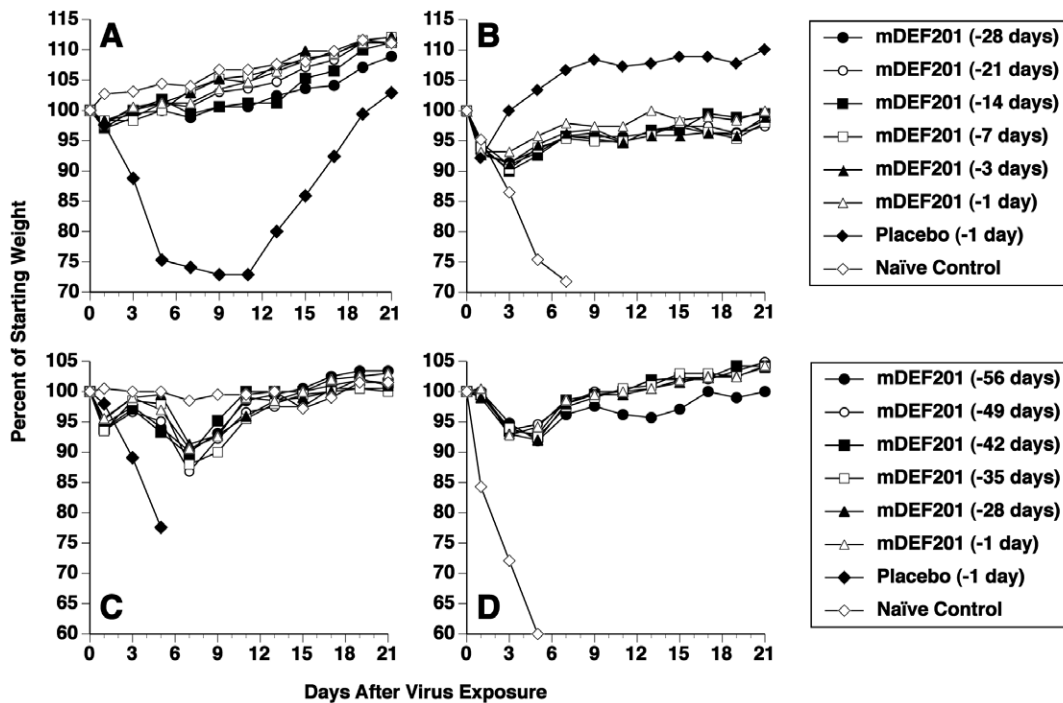 A
B
115
110
105
100
95
90
85
80
75
70
0 3 6 9 12 15 18 21
115
110
105
100
95
90
85
80
75
70
0 3 6 9 12 15 18 21
mDEF201 (-28 days)
mDEF201 (-21 days)
mDEF201 (-14 days)
mDEF201 (-7 days)
mDEF201 (-3 days)
mDEF201 (-1 day)
Placebo (-1 day)
Naïve Control
Percent of Starting Weight
105
100
95
90
85
80
75
70
65
60
C
0 3 6 9 12 15 18 21
105
100
95
90
85
80
75
70
65
60
D
0 3 6 9 12 15 18 21
mDEF201 (-56 days)
mDEF201 (-49 days)
mDEF201 (-42 days)
mDEF201 (-35 days)
mDEF201 (-28 days)
mDEF201 (-1 day)
Placebo (-1 day)
Naïve Control
Days After Virus Exposure